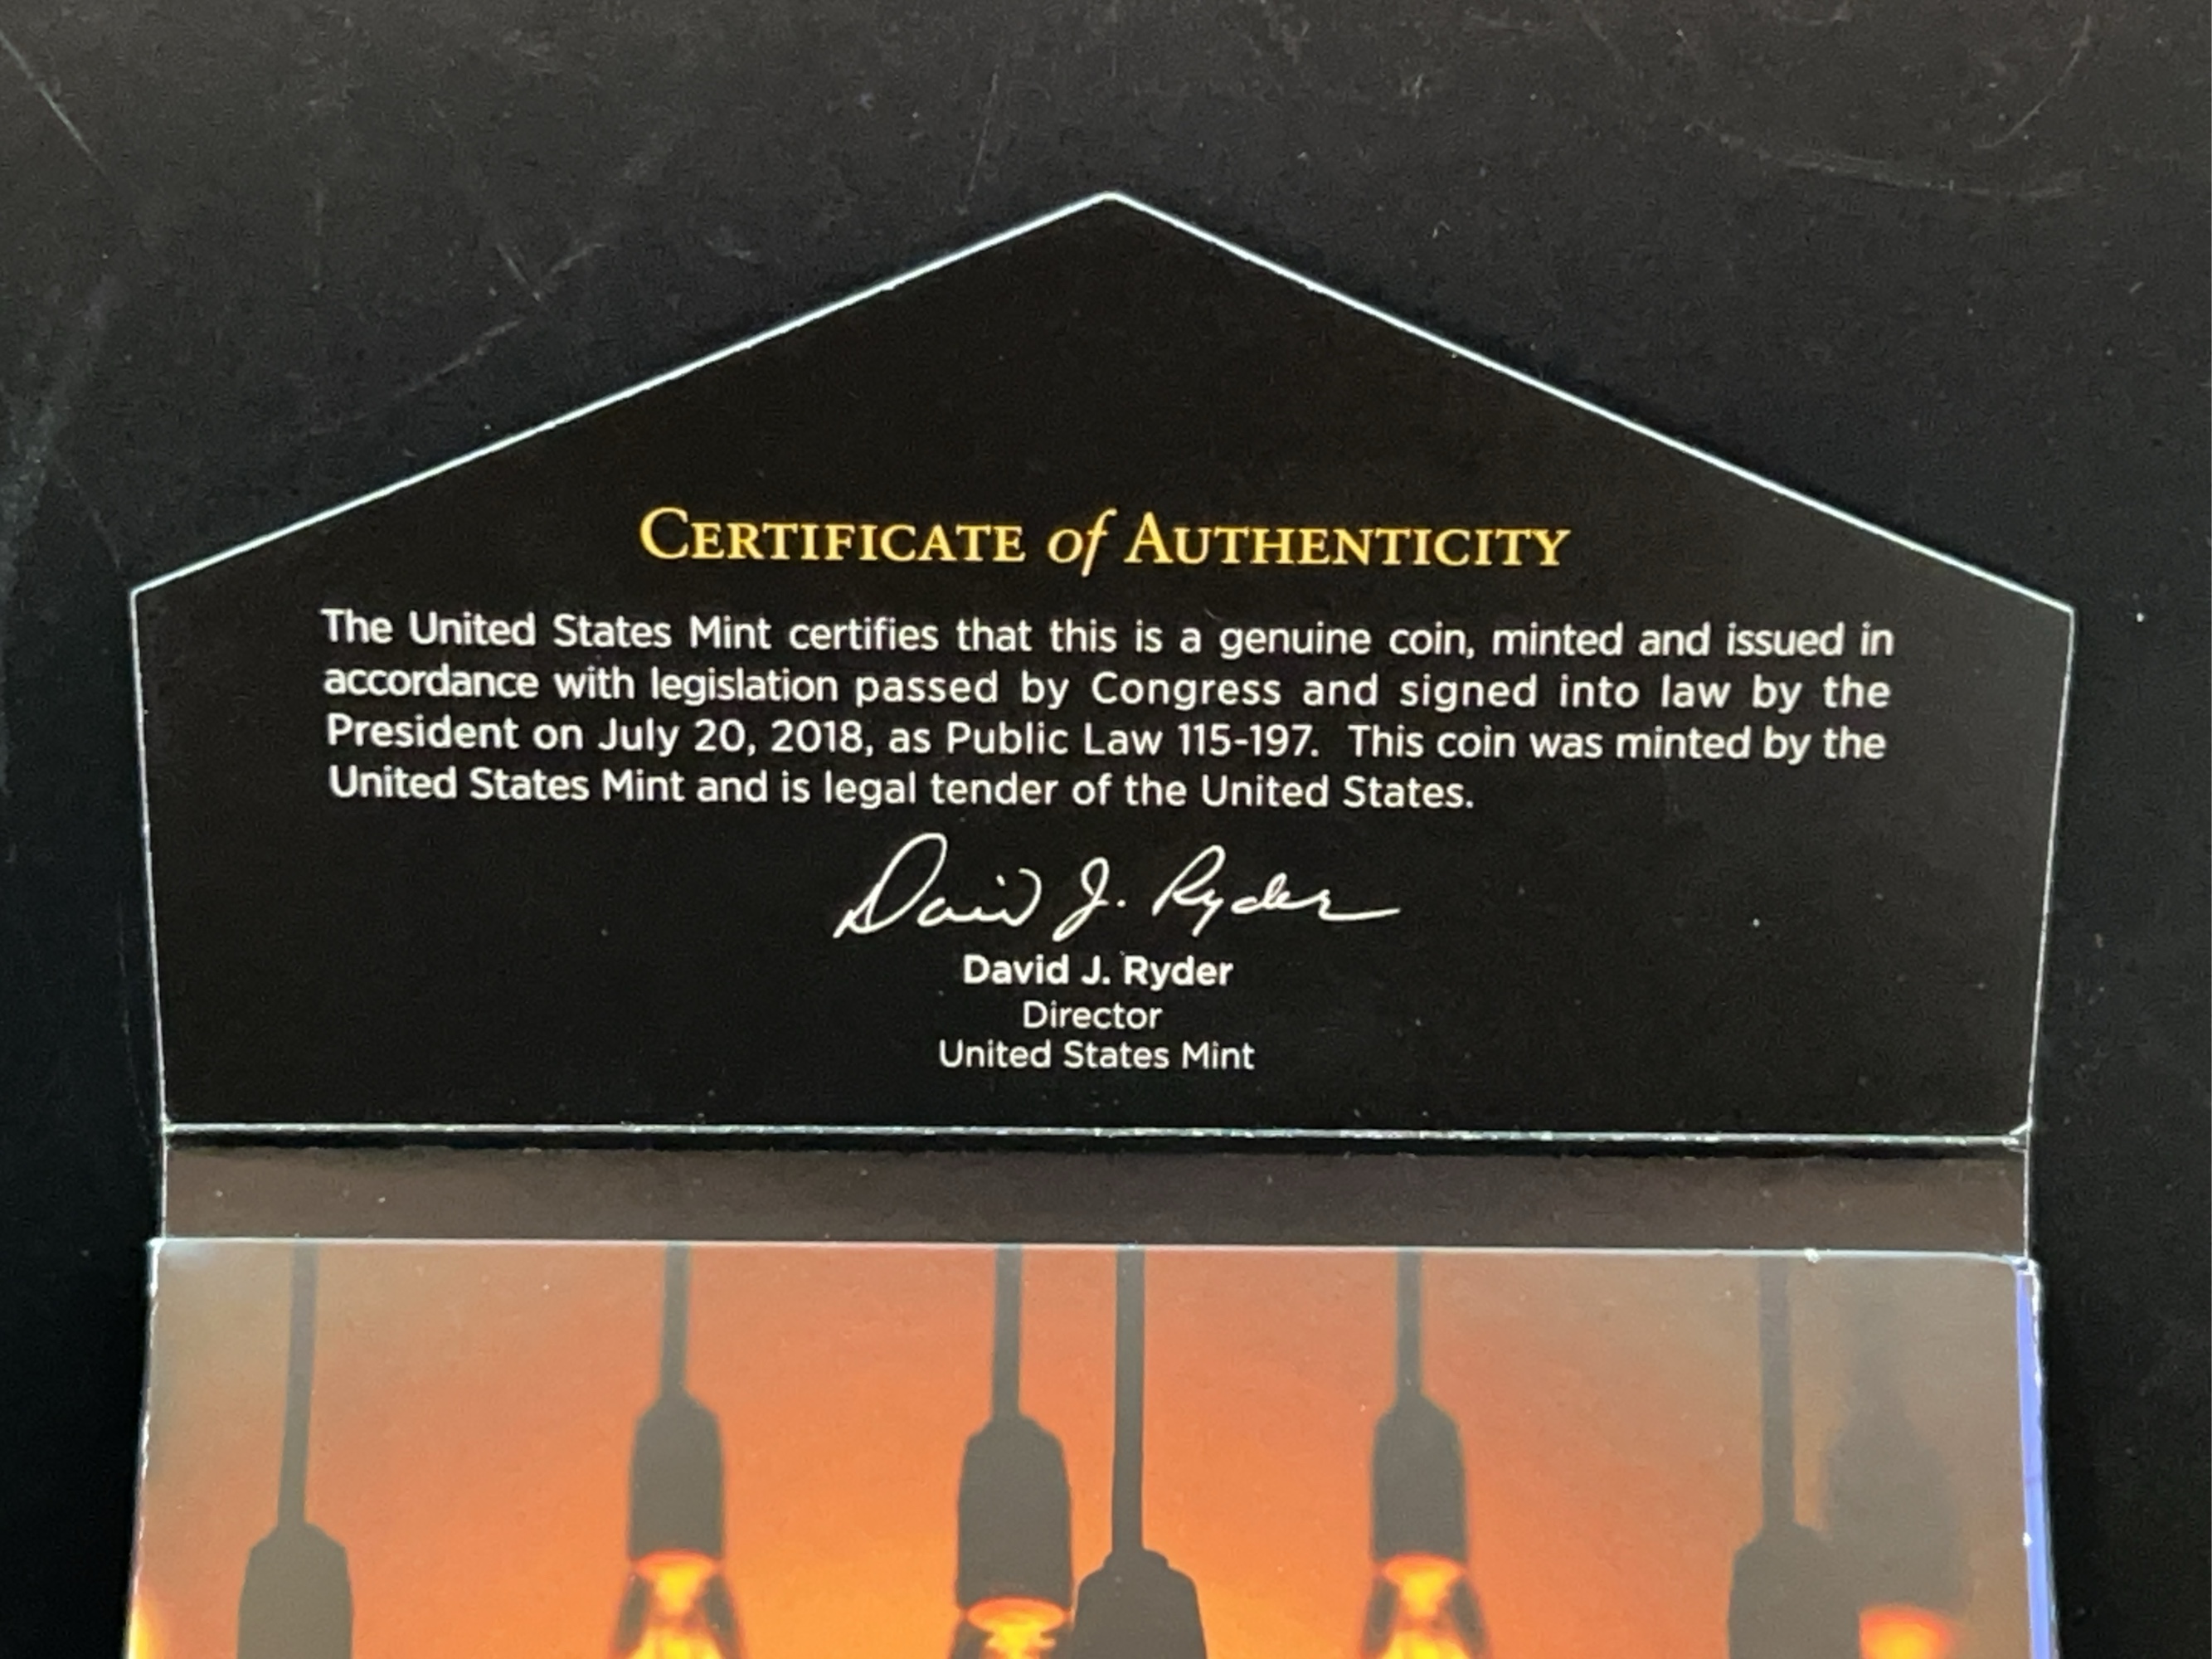 CERTIFICATE of AUTHENTICITY
The United States Mint certifies that this is a genuine coin, minted and issued in
accordance with legislation passed by Congress and signed into law by the
President on July 20, 2018, as Public Law 115-197. This coin was minted by the
United States Mint and is legal tender of the United States.
David J. Ryder
David J. Ryder
Director
United States Mint